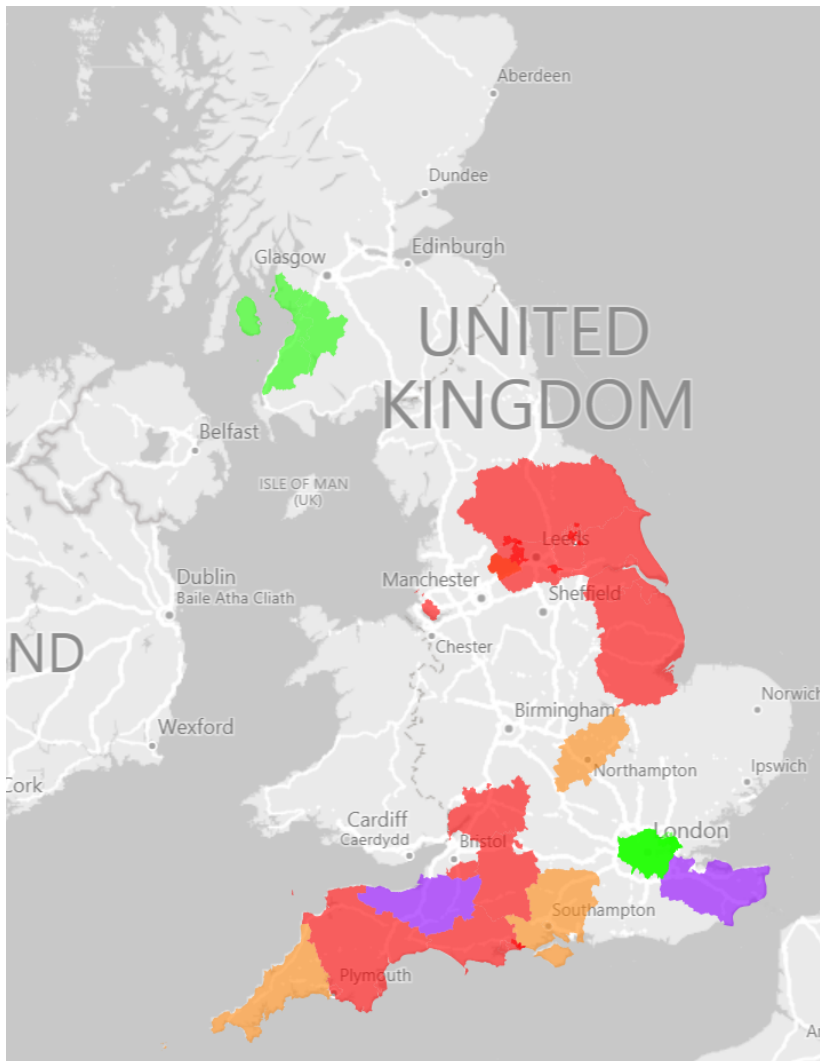 Aberdeen
Dundee
Glasgow
Edinburgh
UNITED
KINGDOM
Belfast
ISLE OF MAN
(UK)
Leeds
Dublin
Baile Atha Cliath
Manchester
Sheffield
Chester
ND
Norwich
Birmingham
Wexford
Northampton
Ipswich
Cork
Cardiff
Caerdydd
London
Bristol
Southampton
Plymouth